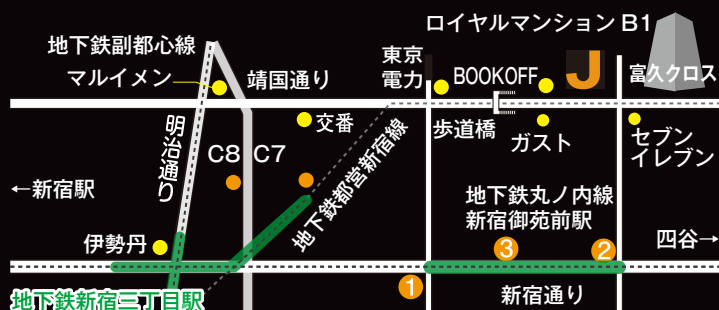 ロイヤルマンション B1
地下鉄副都心線
東京
電力
BOOKOFF
J
富久クロス
マルイメン
靖国通り
明治通り
交番
歩道橋
ガスト
セブン
イレブン
C8
C7
地下鉄都営新宿線
←新宿駅
地下鉄丸ノ内線
新宿御苑前駅
四谷→
伊勢丹
3
2
1
新宿通り
地下鉄新宿三丁目駅